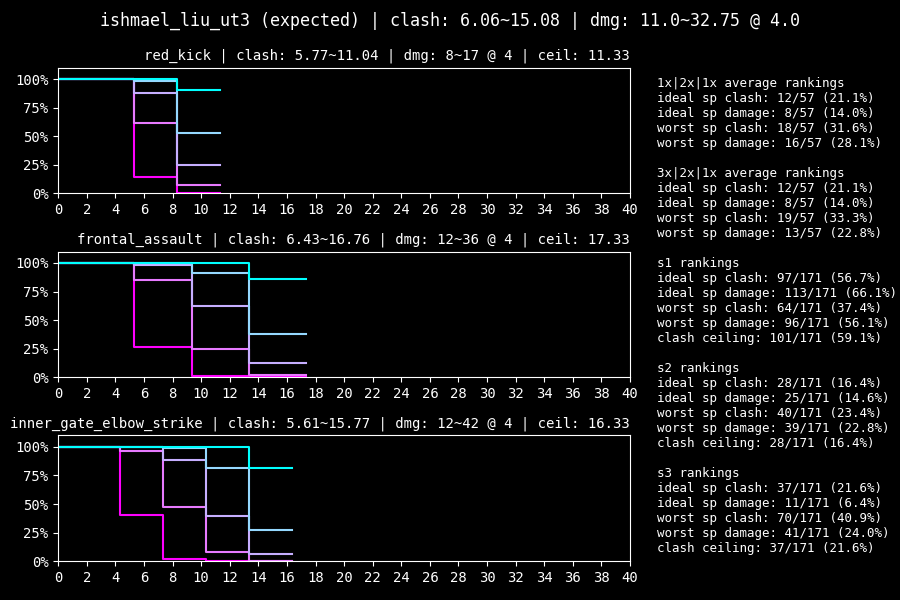 ishmael_liu_ut3 (expected) | clash: 6.06~15.08 | dmg: 11.0~32.75 @ 4.0
red_kick | clash: 5.77~11.04 | dmg: 8~17 @ 4 | ceil: 11.33
100%
75%
50%
25%
0%
0 2 4 6 8 10 12 14 16 18 20 22 24 26 28 30 32 34 36 38 40
frontal_assault | clash: 6.43~16.76 | dmg: 12~36 @ 4 | ceil: 17.33
100%
75%
50%
25%
0%
0 2 4 6 8 10 12 14 16 18 20 22 24 26 28 30 32 34 36 38 40
inner_gate_elbow_strike | clash: 5.61~15.77 | dmg: 12~42 @ 4 | ceil: 16.33
100%
75%
50%
25%
0%
0 2 4 6 8 10 12 14 16 18 20 22 24 26 28 30 32 34 36 38 40
1x|2x|1x average rankings
ideal sp clash: 12/57 (21.1%)
ideal sp damage: 8/57 (14.0%)
worst sp clash: 18/57 (31.6%)
worst sp damage: 16/57 (28.1%)
3x|2x|1x average rankings
ideal sp clash: 12/57 (21.1%)
ideal sp damage: 8/57 (14.0%)
worst sp clash: 19/57 (33.3%)
worst sp damage: 13/57 (22.8%)
s1 rankings
ideal sp clash: 97/171 (56.7%)
ideal sp damage: 113/171 (66.1%)
worst sp clash: 64/171 (37.4%)
worst sp damage: 96/171 (56.1%)
clash ceiling: 101/171 (59.1%)
s2 rankings
ideal sp clash: 28/171 (16.4%)
ideal sp damage: 25/171 (14.6%)
worst sp clash: 40/171 (23.4%)
worst sp damage: 39/171 (22.8%)
clash ceiling: 28/171 (16.4%)
s3 rankings
ideal sp clash: 37/171 (21.6%)
ideal sp damage: 11/171 (6.4%)
worst sp clash: 70/171 (40.9%)
worst sp damage: 41/171 (24.0%)
clash ceiling: 37/171 (21.6%)